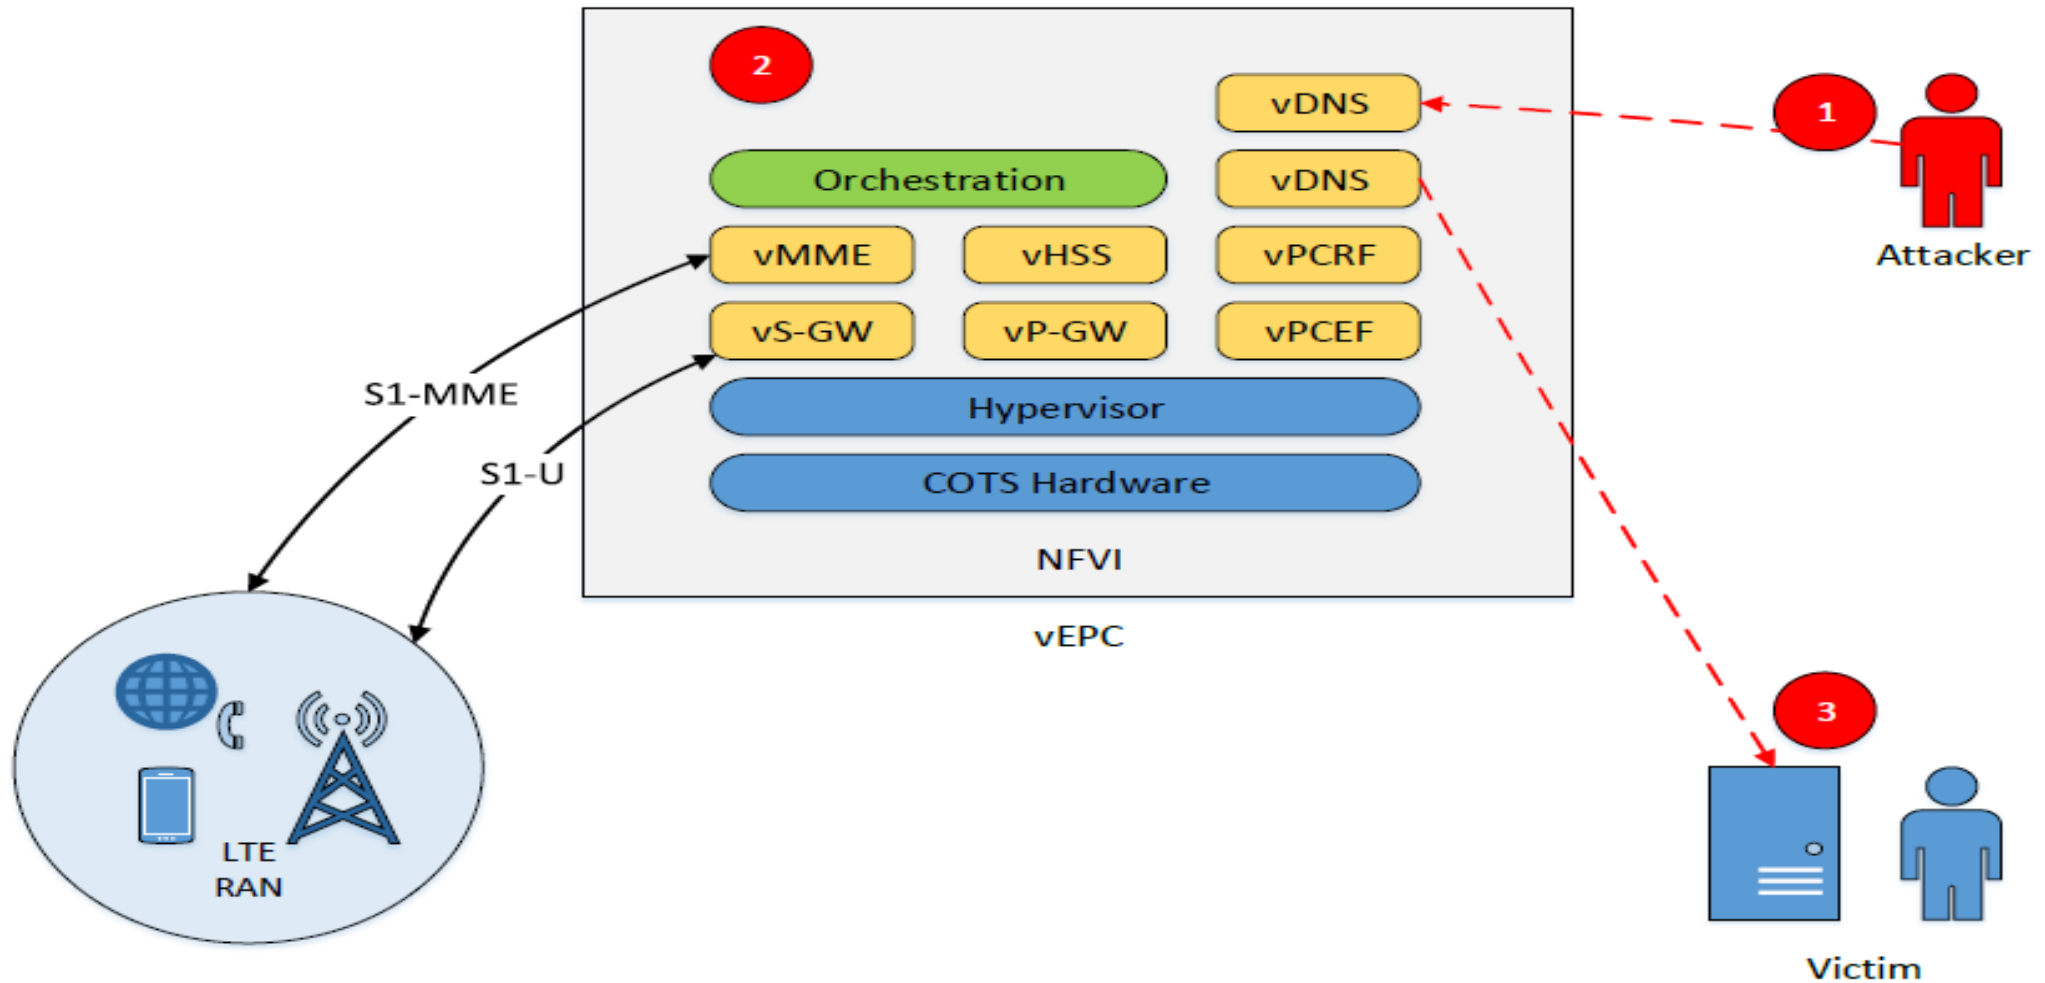 2
vDNS
1
Orchestration
vDNS
vMME
vHSS
vPCRF
Attacker
vS-GW
vP-GW
vPCEF
S1-MME
Hypervisor
S1-U
COTS Hardware
NFVI
vEPC
3
LTE
RAN
Victim